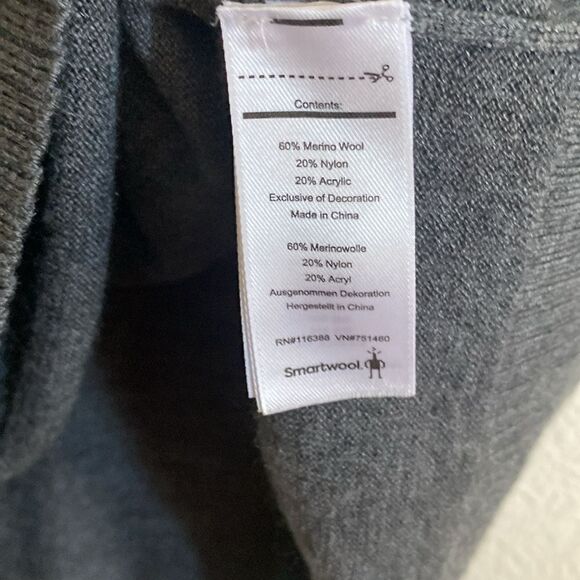 Contents:
60% Merino Wool
20% Nylon
20% Acrylic
Exclusive of Decoration
Made in China
60% Merinowolle
20% Nylon
20% Acryl
Ausgenommen Dekoration
Hergestellt in China
RN#116388 VN#751460
Smartwool.